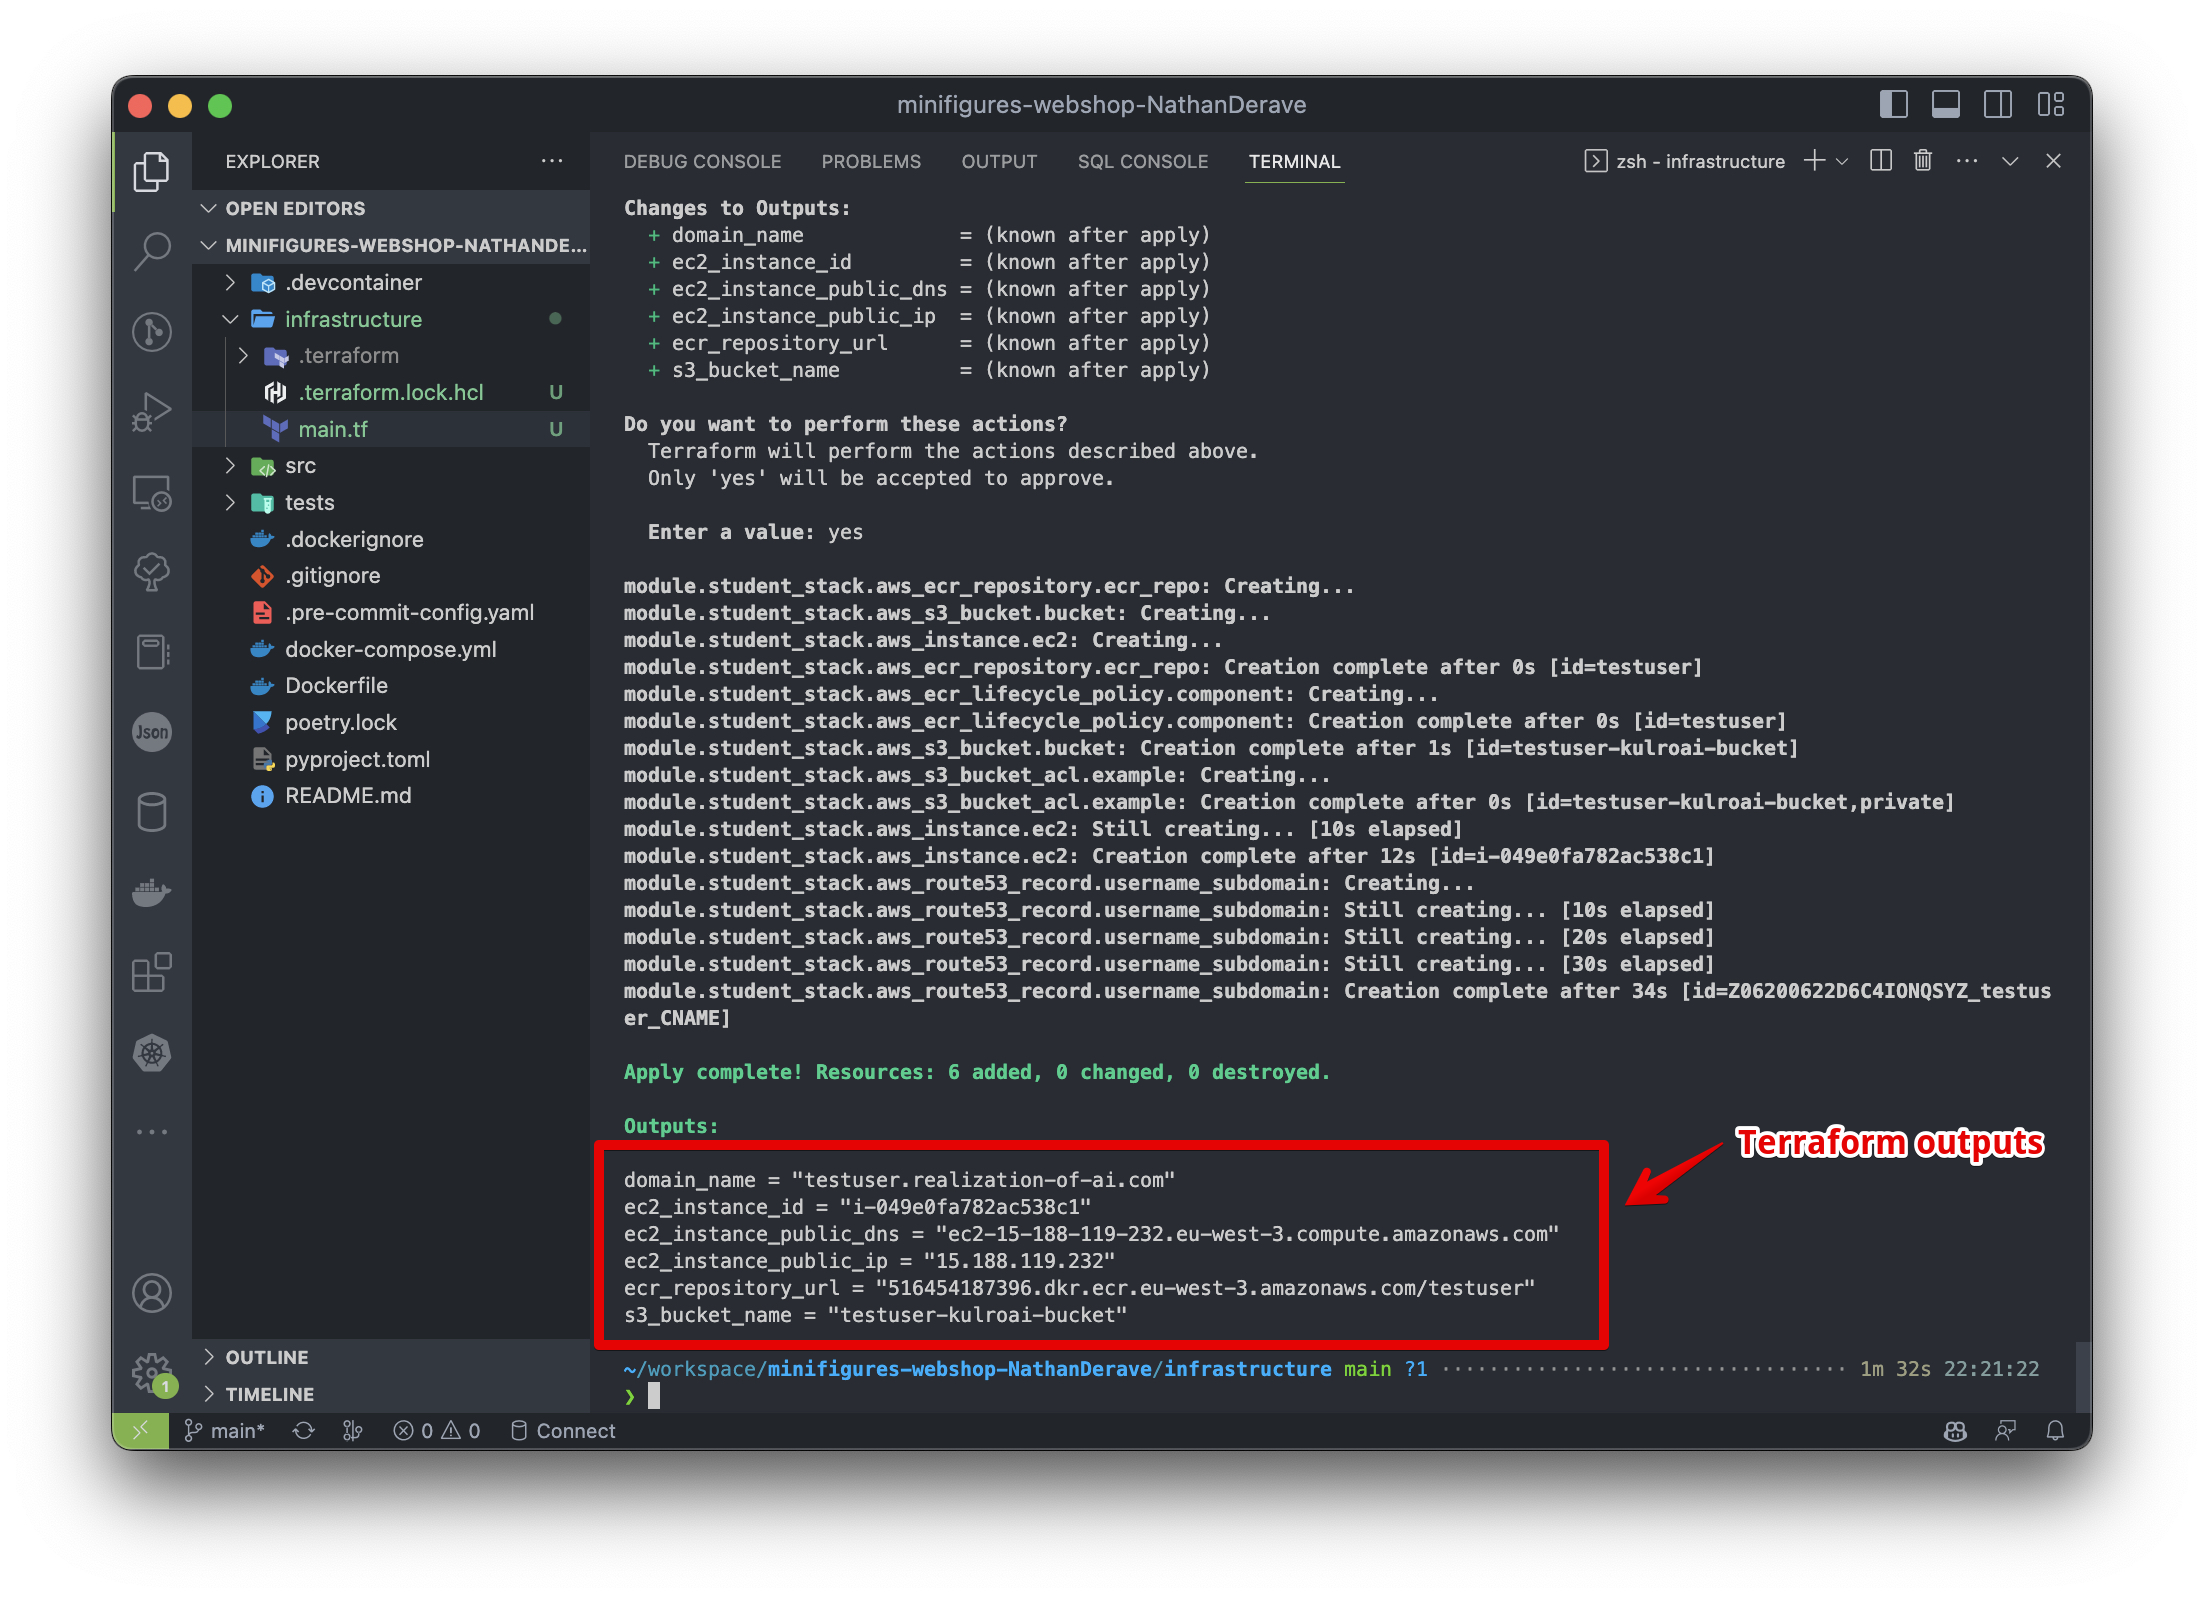 minifigures-webshop-NathanDerave
EXPLORER
OPEN EDITORS
MINIFIGURES-WEBSHOP-NATHANDE...
.devcontainer
infrastructure
.terraform
.terraform.lock.hcl U
main.tf U
src
tests
.dockerignore
.gitignore
.pre-commit-config.yaml
docker-compose.yml
Dockerfile
poetry.lock
pyproject.toml
README.md
OUTLINE
TIMELINE
Json
1
DEBUG CONSOLE PROBLEMS OUTPUT SQL CONSOLE TERMINAL zsh - infrastructure
Changes to Outputs:
+ domain_name = (known after apply)
+ ec2_instance_id = (known after apply)
+ ec2_instance_public_dns = (known after apply)
+ ec2_instance_public_ip = (known after apply)
+ ecr_repository_url = (known after apply)
+ s3_bucket_name = (known after apply)
Do you want to perform these actions?
Terraform will perform the actions described above.
Only 'yes' will be accepted to approve.
Enter a value: yes
module.student_stack.aws_ecr_repository.ecr_repo: Creating...
module.student_stack.aws_s3_bucket.bucket: Creating...
module.student_stack.aws_instance.ec2: Creating...
module.student_stack.aws_ecr_repository.ecr_repo: Creation complete after 0s [id=testuser]
module.student_stack.aws_ecr_lifecycle_policy.component: Creating...
module.student_stack.aws_ecr_lifecycle_policy.component: Creation complete after 0s [id=testuser]
module.student_stack.aws_s3_bucket.bucket: Creation complete after 1s [id=testuser-kulroai-bucket]
module.student_stack.aws_s3_bucket_acl.example: Creating...
module.student_stack.aws_s3_bucket_acl.example: Creation complete after 0s [id=testuser-kulroai-bucket,private]
module.student_stack.aws_instance.ec2: Still creating... [10s elapsed]
module.student_stack.aws_instance.ec2: Creation complete after 12s [id=i-049e0fa782ac538c1]
module.student_stack.aws_route53_record.username_subdomain: Creating...
module.student_stack.aws_route53_record.username_subdomain: Still creating... [10s elapsed]
module.student_stack.aws_route53_record.username_subdomain: Still creating... [20s elapsed]
module.student_stack.aws_route53_record.username_subdomain: Still creating... [30s elapsed]
module.student_stack.aws_route53_record.username_subdomain: Creation complete after 34s [id=Z06200622D6C4IONQSYZ_testus
er_CNAME]
Apply complete! Resources: 6 added, 0 changed, 0 destroyed.
Outputs:
Terraform outputs
domain_name = "testuser.realization-of-ai.com"
ec2_instance_id = "i-049e0fa782ac538c1"
ec2_instance_public_dns = "ec2-15-188-119-232.eu-west-3.compute.amazonaws.com"
ec2_instance_public_ip = "15.188.119.232"
ecr_repository_url = "516454187396.dkr.ecr.eu-west-3.amazonaws.com/testuser"
s3_bucket_name = "testuser-kulroai-bucket"
~/workspace/minifigures-webshop-NathanDerave/infrastructure main ?1 ·································· 1m 32s 22:21:22
❯
main* 0 0 Connect